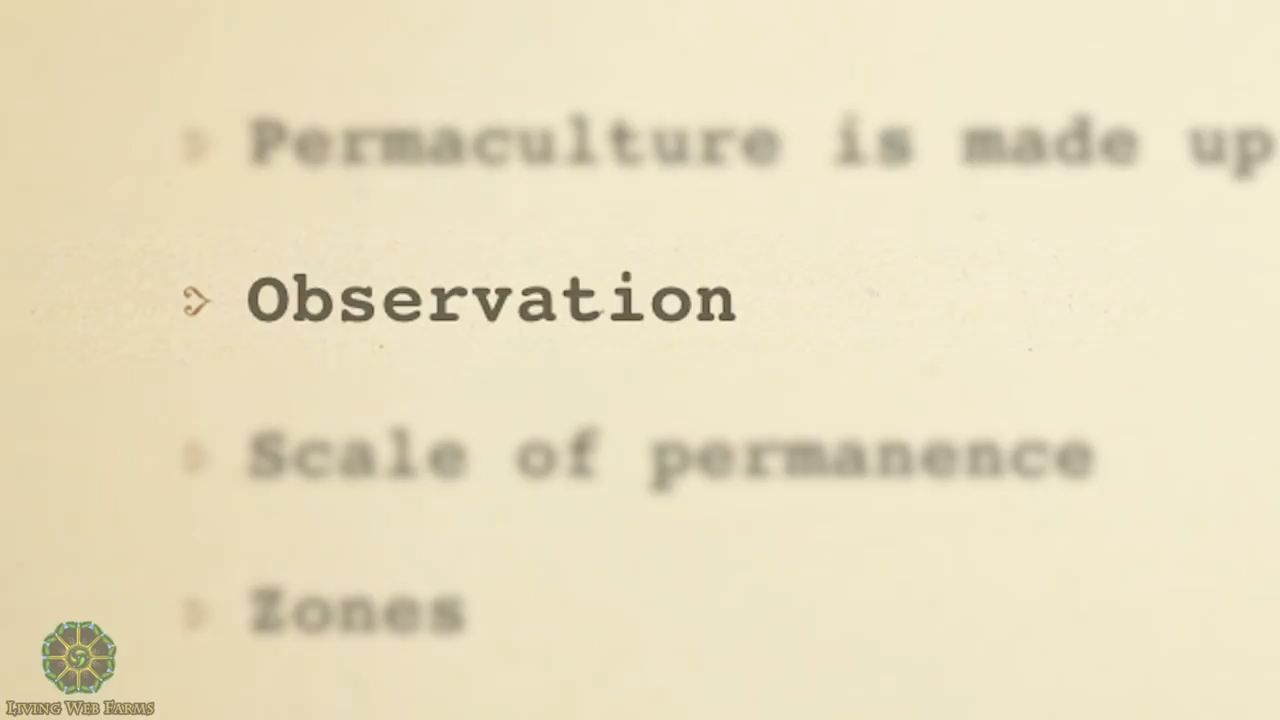 Permaculture is made up
Observation
Scale of permanence
Zones
LIVING WEB FARMS